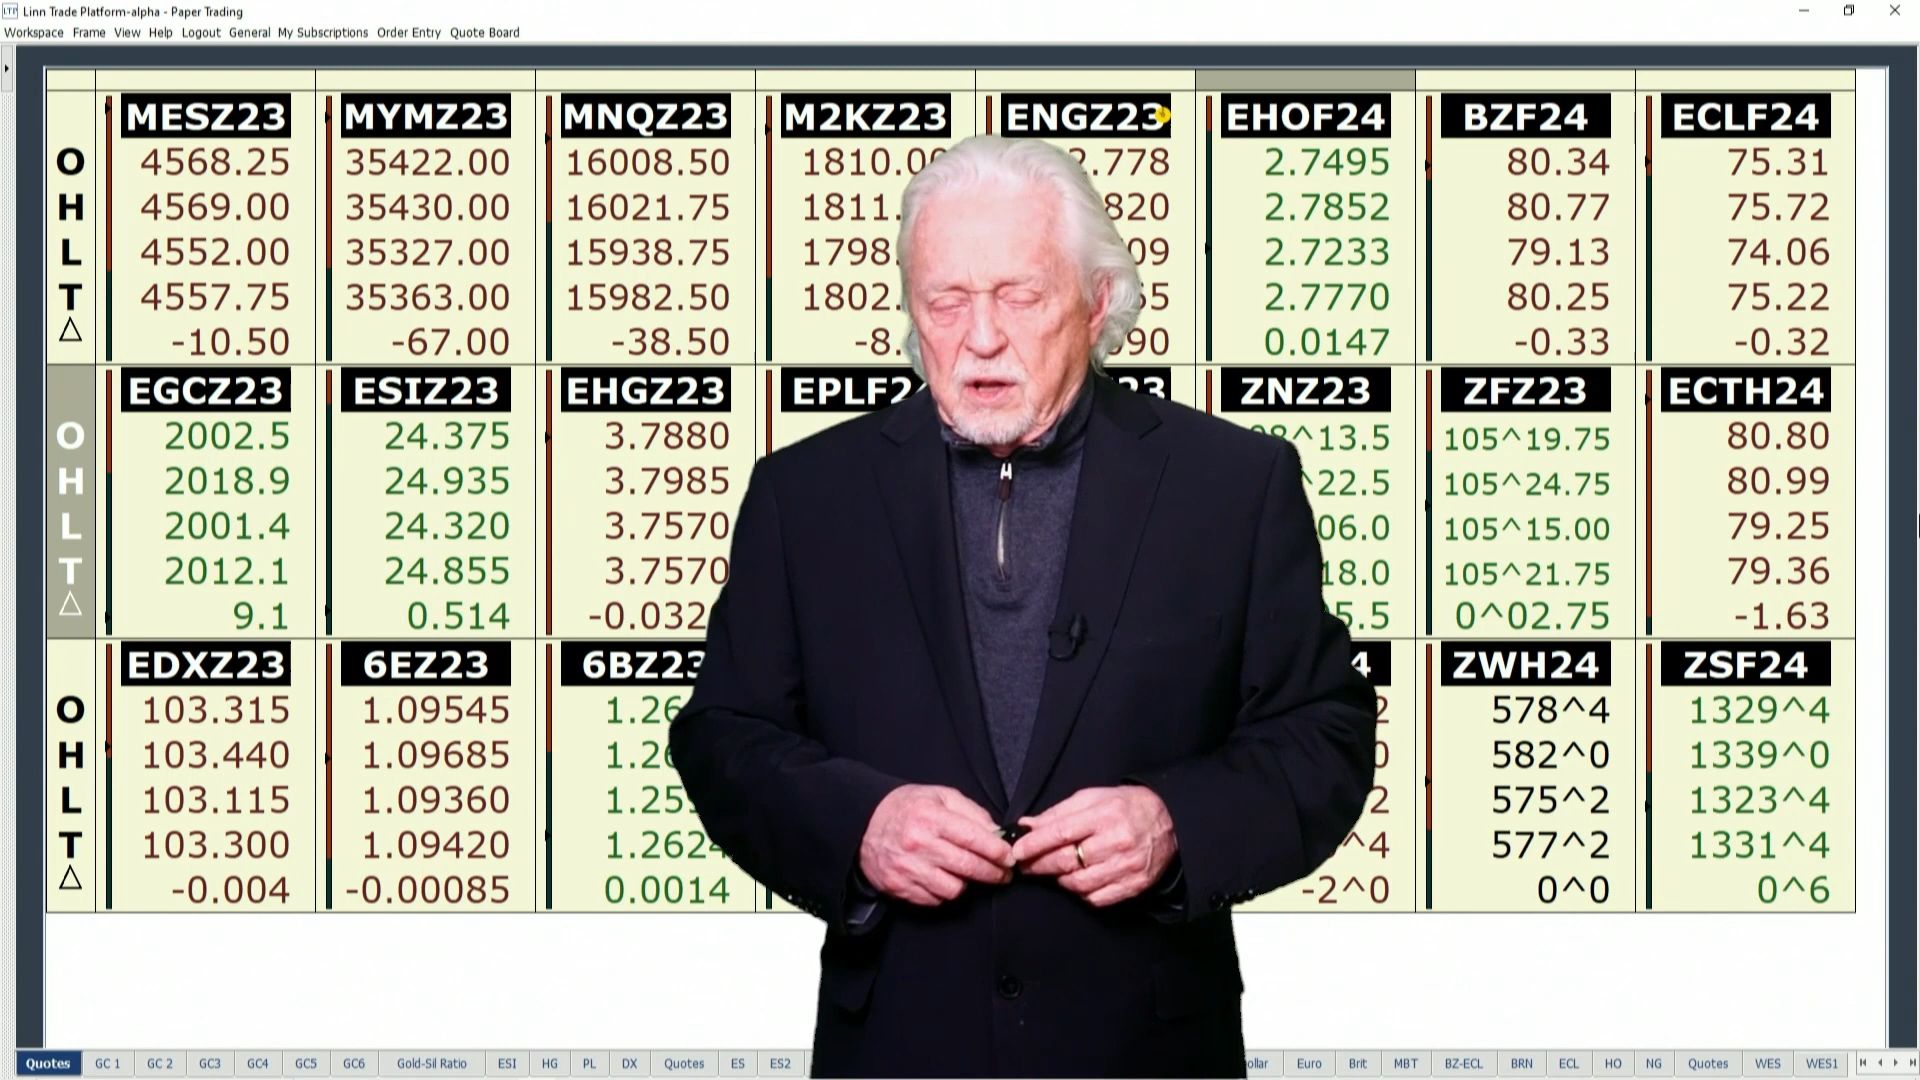 Linn Trade Platform-alpha - Paper Trading
Workspace Frame View Help Logout General My Subscriptions Order Entry Quote Board
MESZ23 MYMZ23 MNQZ23 M2KZ23 ENGZ23 EHOF24 BZF24 ECLF24
O 4568.25 35422.00 16008.50 1810.00 2.7495 80.34 75.31
H 4569.00 35430.00 16021.75 2.7852 80.77 75.72
L 4552.00 35327.00 15938.75 2.7233 79.13 74.06
T 4557.75 35363.00 15982.50 2.7770 80.25 75.22
△ -10.50 -67.00 -38.50 0.0147 -0.33 -0.32
EGCZ23 ESIZ23 EHGZ23 ZNZ23 ZFZ23 ECTH24
O 2002.5 24.375 3.7880 105^19.75 80.80
H 2018.9 24.935 3.7985 105^24.75 80.99
L 2001.4 24.320 3.7570 105^15.00 79.25
T 2012.1 24.855 3.7570 105^21.75 79.36
△ 9.1 0.514 0^02.75 -1.63
EDXZ23 6EZ23 6BZ23 ZWH24 ZSF24
O 103.315 1.09545 578^4 1329^4
H 103.440 1.09685 582^0 1339^0
L 103.115 1.09360 575^2 1323^4
T 103.300 1.09420 577^2 1331^4
△ -0.004 -0.00085 0.0014 -2^0 0^0 0^6
Quotes GC 1 GC 2 GC3 GC4 GC5 GC6 Gold-Sil Ratio ESI HG PL DX Quotes ES ES2 Euro Brit MBT BZ-ECL BRN ECL HO NG Quotes WES WES1